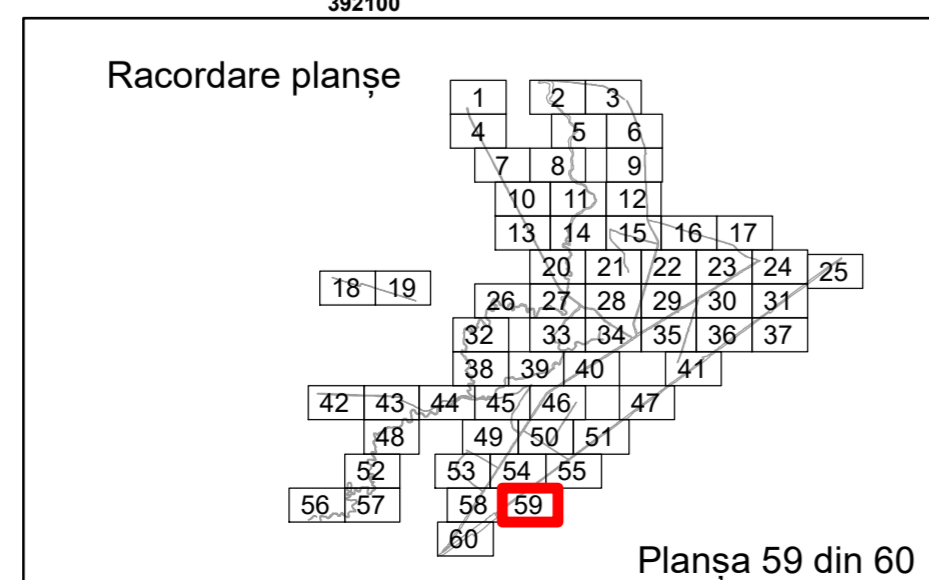 392100
Racordare planșe
1 2 3
4 5 6
7 8 9
10 11 12
13 14 15 16 17
20 21 22 23 24 25
18 19
26 27 28 29 30 31
32 33 34 35 36 37
38 39 40 41
42 43 44 45 46 47
48 49 50 51
52 53 54 55
56 57 58 59
60
Planșa 59 din 60